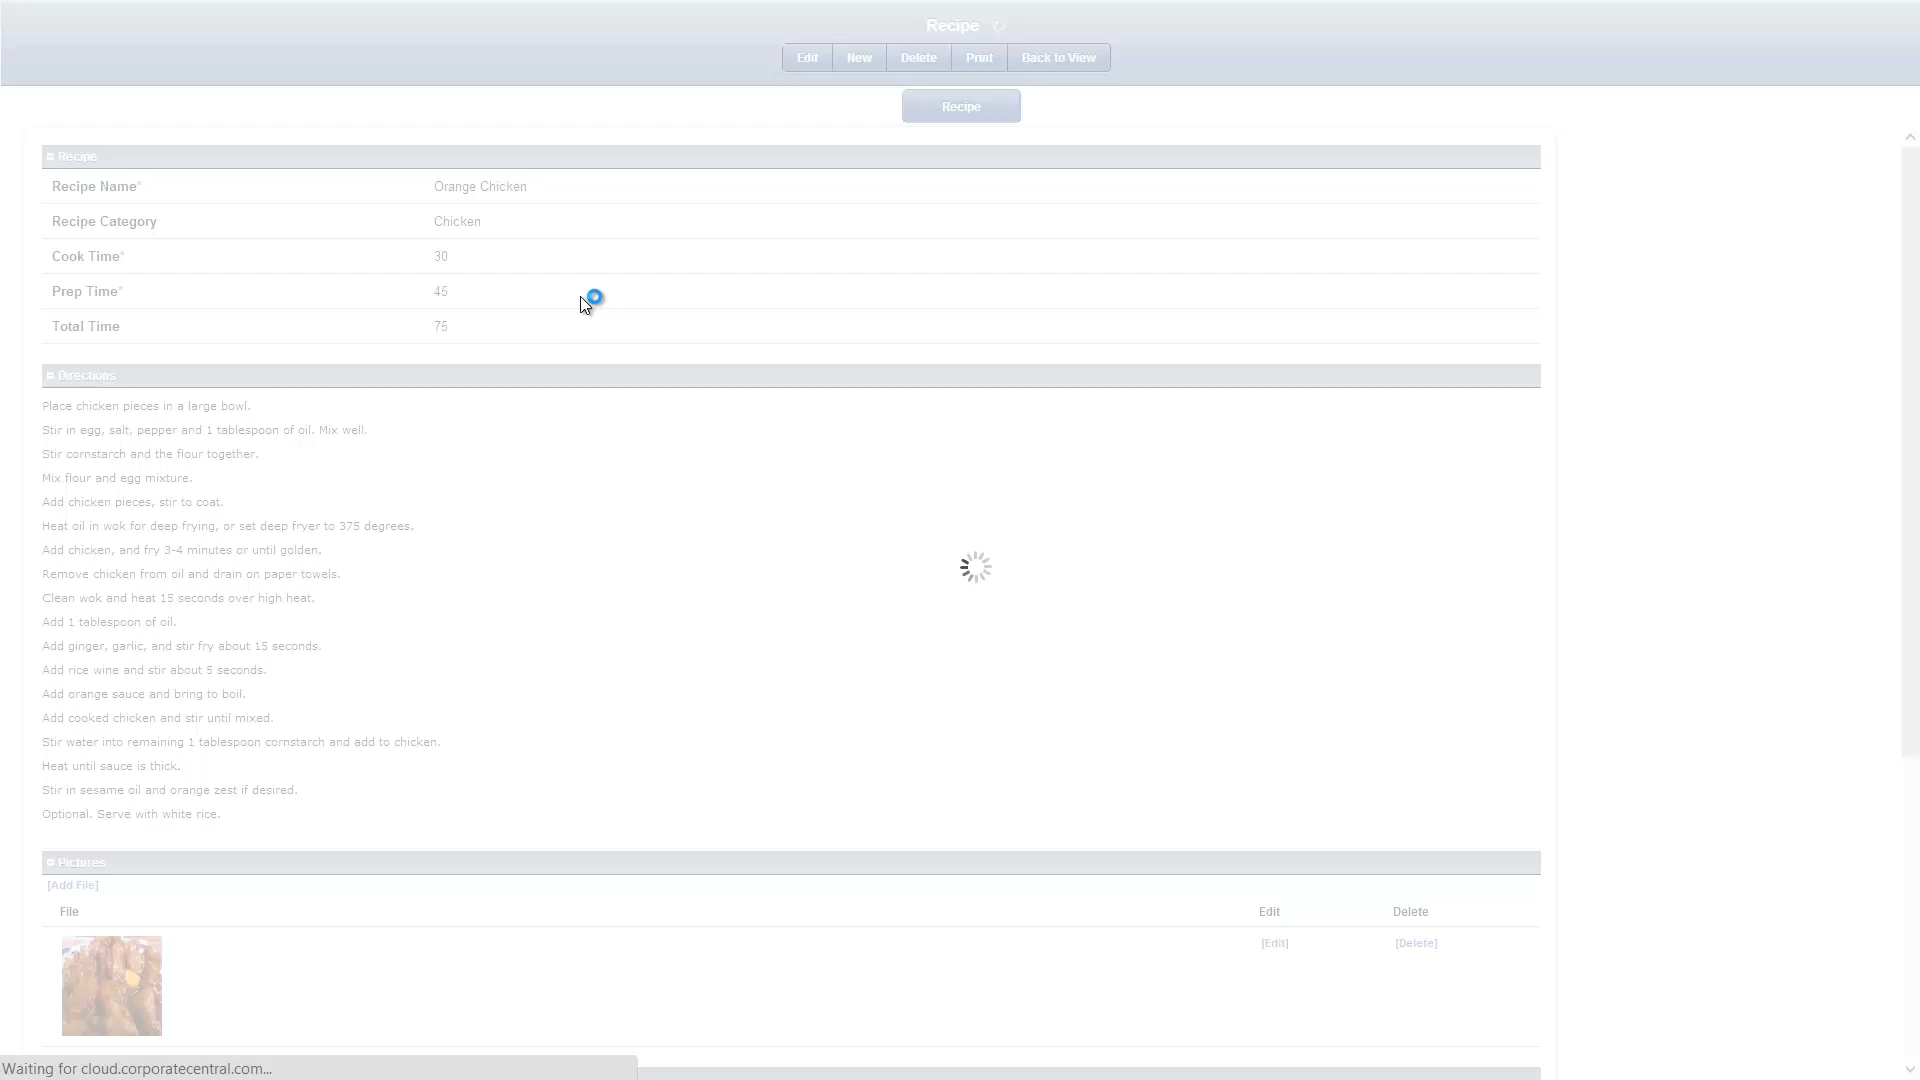 Recipe
Edit New Delete Print Back to View
Recipe
Recipe
Recipe Name* Orange Chicken
Recipe Category Chicken
Cook Time* 30
Prep Time* 45
Total Time 75
Directions
Place chicken pieces in a large bowl.
Stir in egg, salt, pepper and 1 tablespoon of oil. Mix well.
Stir cornstarch and the flour together.
Mix flour and egg mixture.
Add chicken pieces, stir to coat.
Heat oil in wok for deep frying, or set deep fryer to 375 degrees.
Add chicken, and fry 3-4 minutes or until golden.
Remove chicken from oil and drain on paper towels.
Clean wok and heat 15 seconds over high heat.
Add 1 tablespoon of oil.
Add ginger, garlic, and stir fry about 15 seconds.
Add rice wine and stir about 5 seconds.
Add orange sauce and bring to boil.
Add cooked chicken and stir until mixed.
Stir water into remaining 1 tablespoon cornstarch and add to chicken.
Heat until sauce is thick.
Stir in sesame oil and orange zest if desired.
Optional. Serve with white rice.
Pictures
[Add File]
File Edit Delete
[Edit] [Delete]
Waiting for cloud.corporatecentral.com...